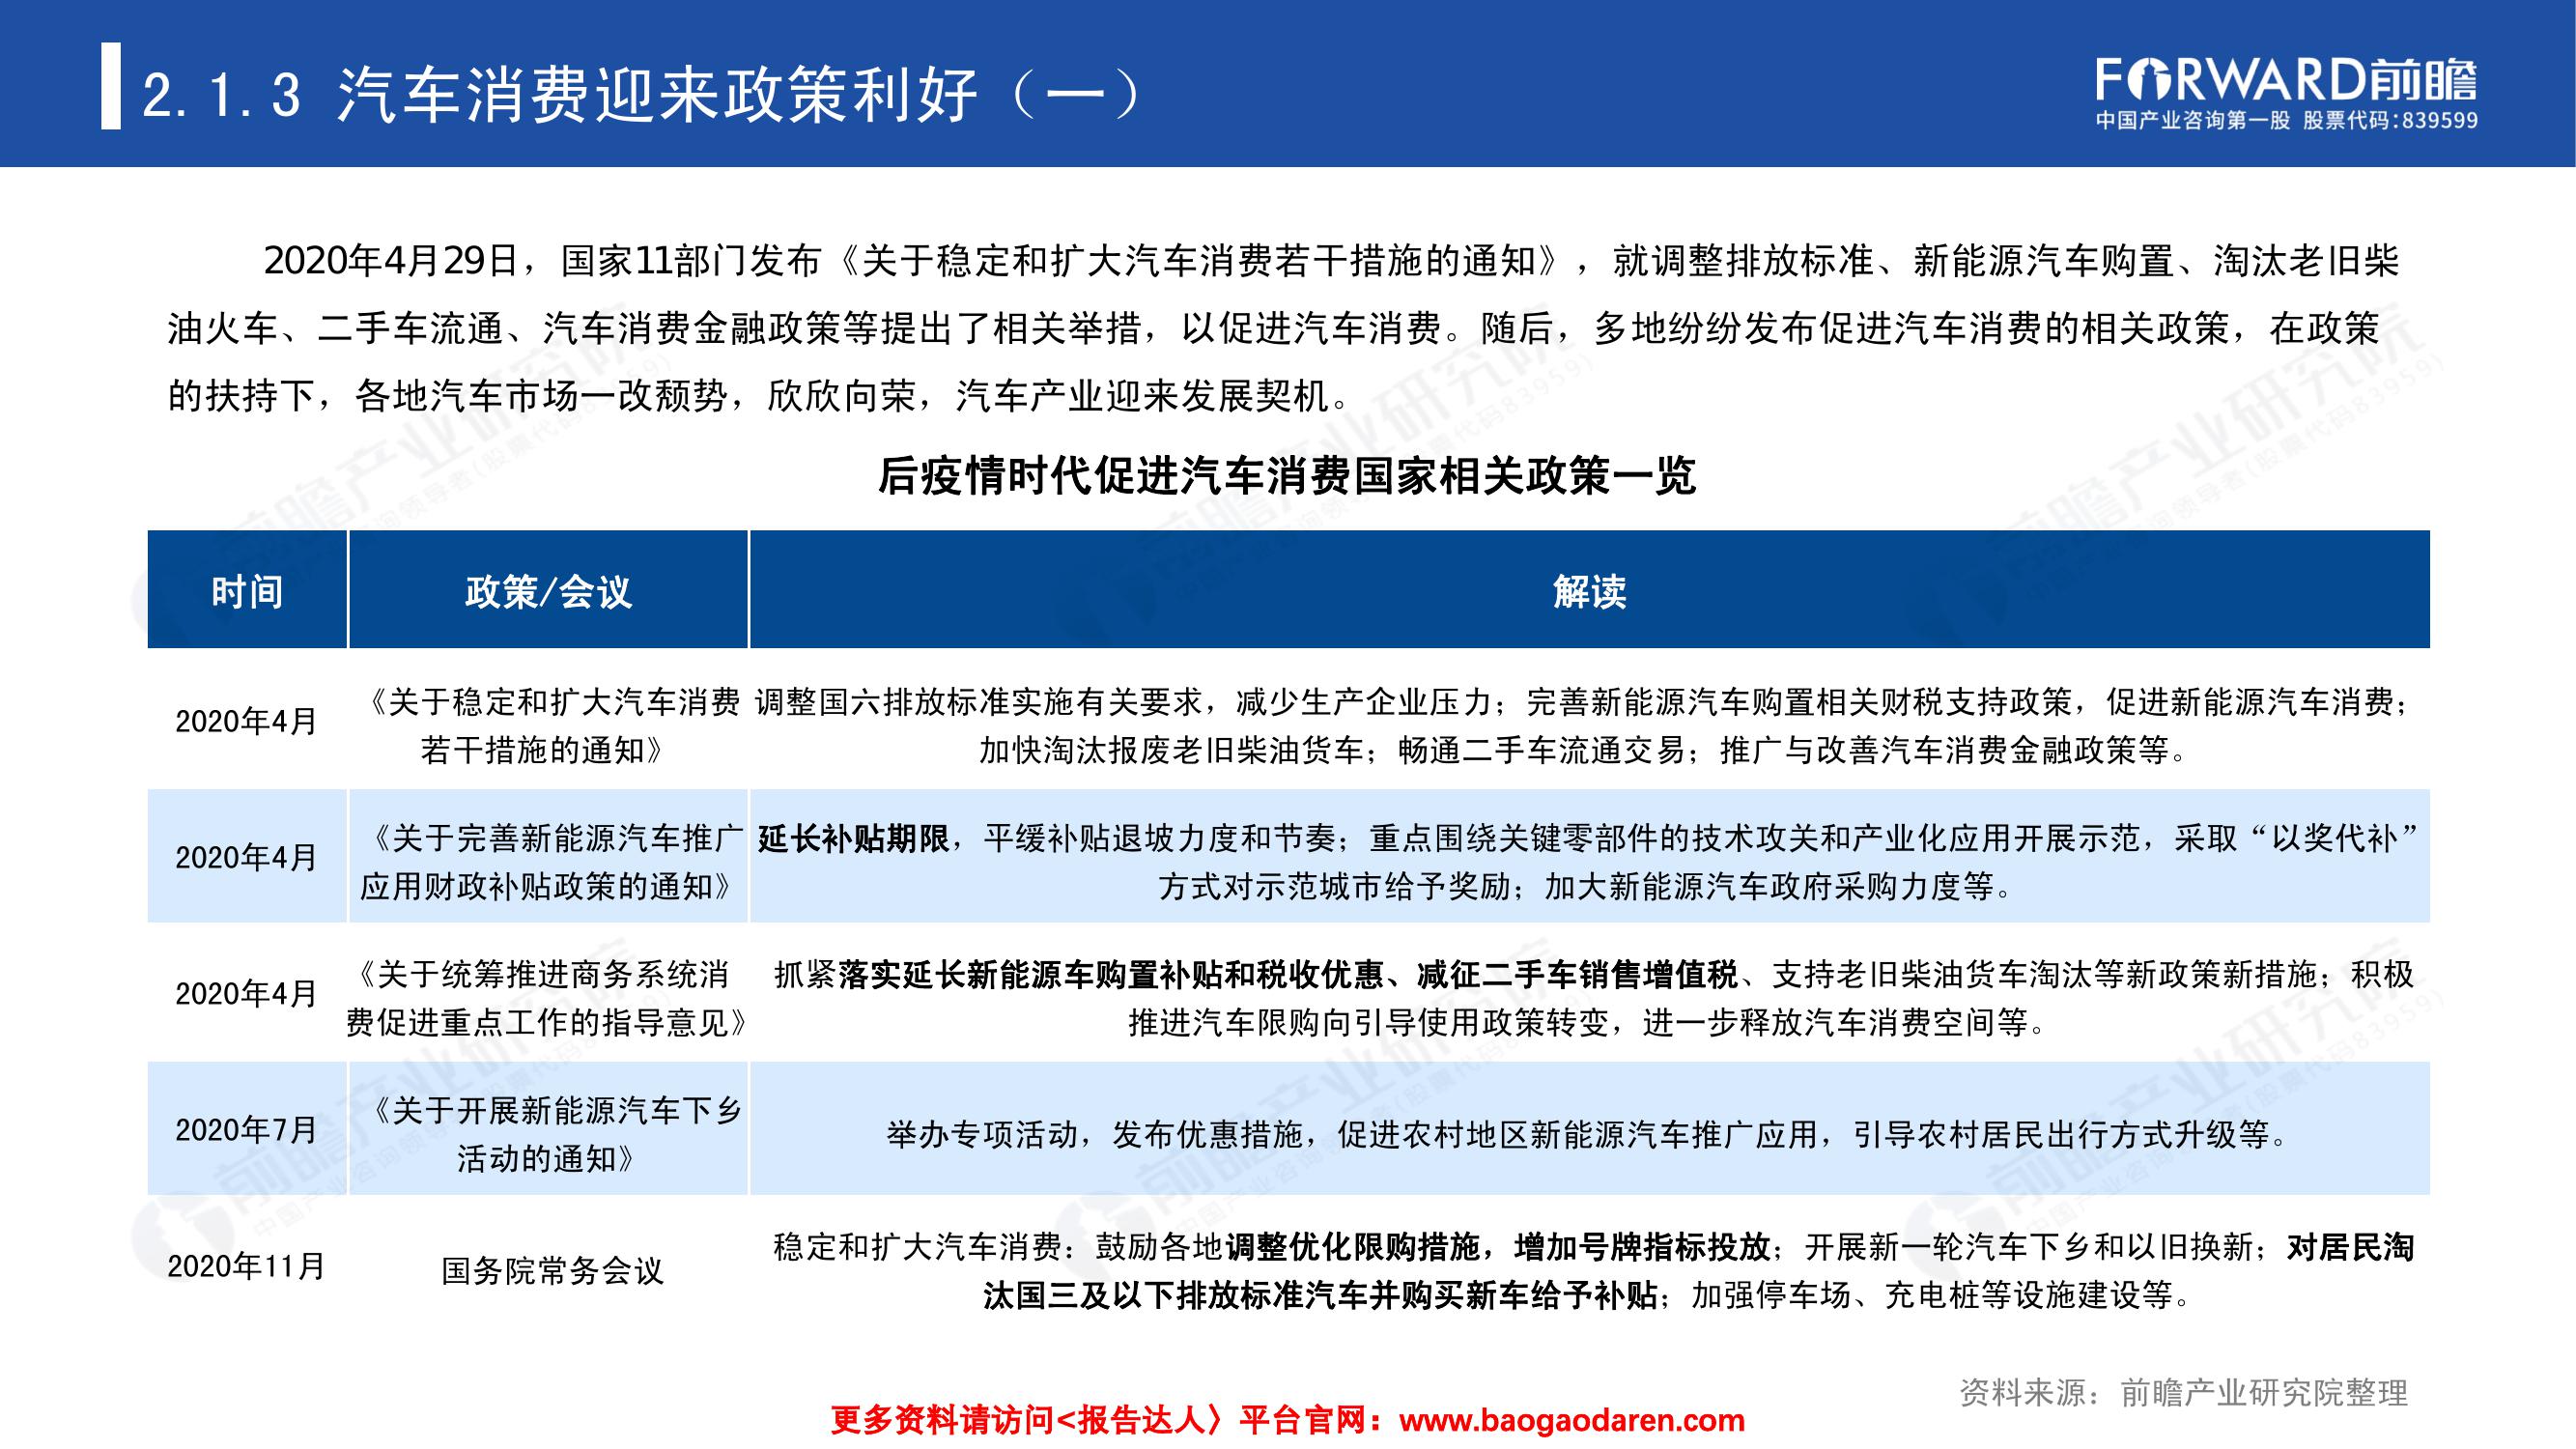 2.1.3 汽车消费迎来政策利好（一）
FORWARD前瞻
中国产业咨询第一股 股票代码:839599
2020年4月29日，国家11部门发布《关于稳定和扩大汽车消费若干措施的通知》，就调整排放标准、新能源汽车购置、淘汰老旧柴
油火车、二手车流通、汽车消费金融政策等提出了相关举措，以促进汽车消费。随后，多地纷纷发布促进汽车消费的相关政策，在政策
的扶持下，各地汽车市场一改颓势，欣欣向荣，汽车产业迎来发展契机。
后疫情时代促进汽车消费国家相关政策一览
时间 政策/会议 解读
2020年4月
《关于稳定和扩大汽车消费
若干措施的通知》
调整国六排放标准实施有关要求，减少生产企业压力；完善新能源汽车购置相关财税支持政策，促进新能源汽车消费；
加快淘汰报废老旧柴油货车；畅通二手车流通交易；推广与改善汽车消费金融政策等。
2020年4月
《关于完善新能源汽车推广
应用财政补贴政策的通知》
延长补贴期限，平缓补贴退坡力度和节奏；重点围绕关键零部件的技术攻关和产业化应用开展示范，采取“以奖代补”
方式对示范城市给予奖励；加大新能源汽车政府采购力度等。
2020年4月
《关于统筹推进商务系统消
费促进重点工作的指导意见》
抓紧落实延长新能源车购置补贴和税收优惠、减征二手车销售增值税、支持老旧柴油货车淘汰等新政策新措施；积极
推进汽车限购向引导使用政策转变，进一步释放汽车消费空间等。
2020年7月
《关于开展新能源汽车下乡
活动的通知》
举办专项活动，发布优惠措施，促进农村地区新能源汽车推广应用，引导农村居民出行方式升级等。
2020年11月
国务院常务会议
稳定和扩大汽车消费：鼓励各地调整优化限购措施，增加号牌指标投放；开展新一轮汽车下乡和以旧换新；对居民淘
汰国三及以下排放标准汽车并购买新车给予补贴；加强停车场、充电桩等设施建设等。
资料来源：前瞻产业研究院整理
更多资料请访问<报告达人〉平台官网：www.baogaodaren.com